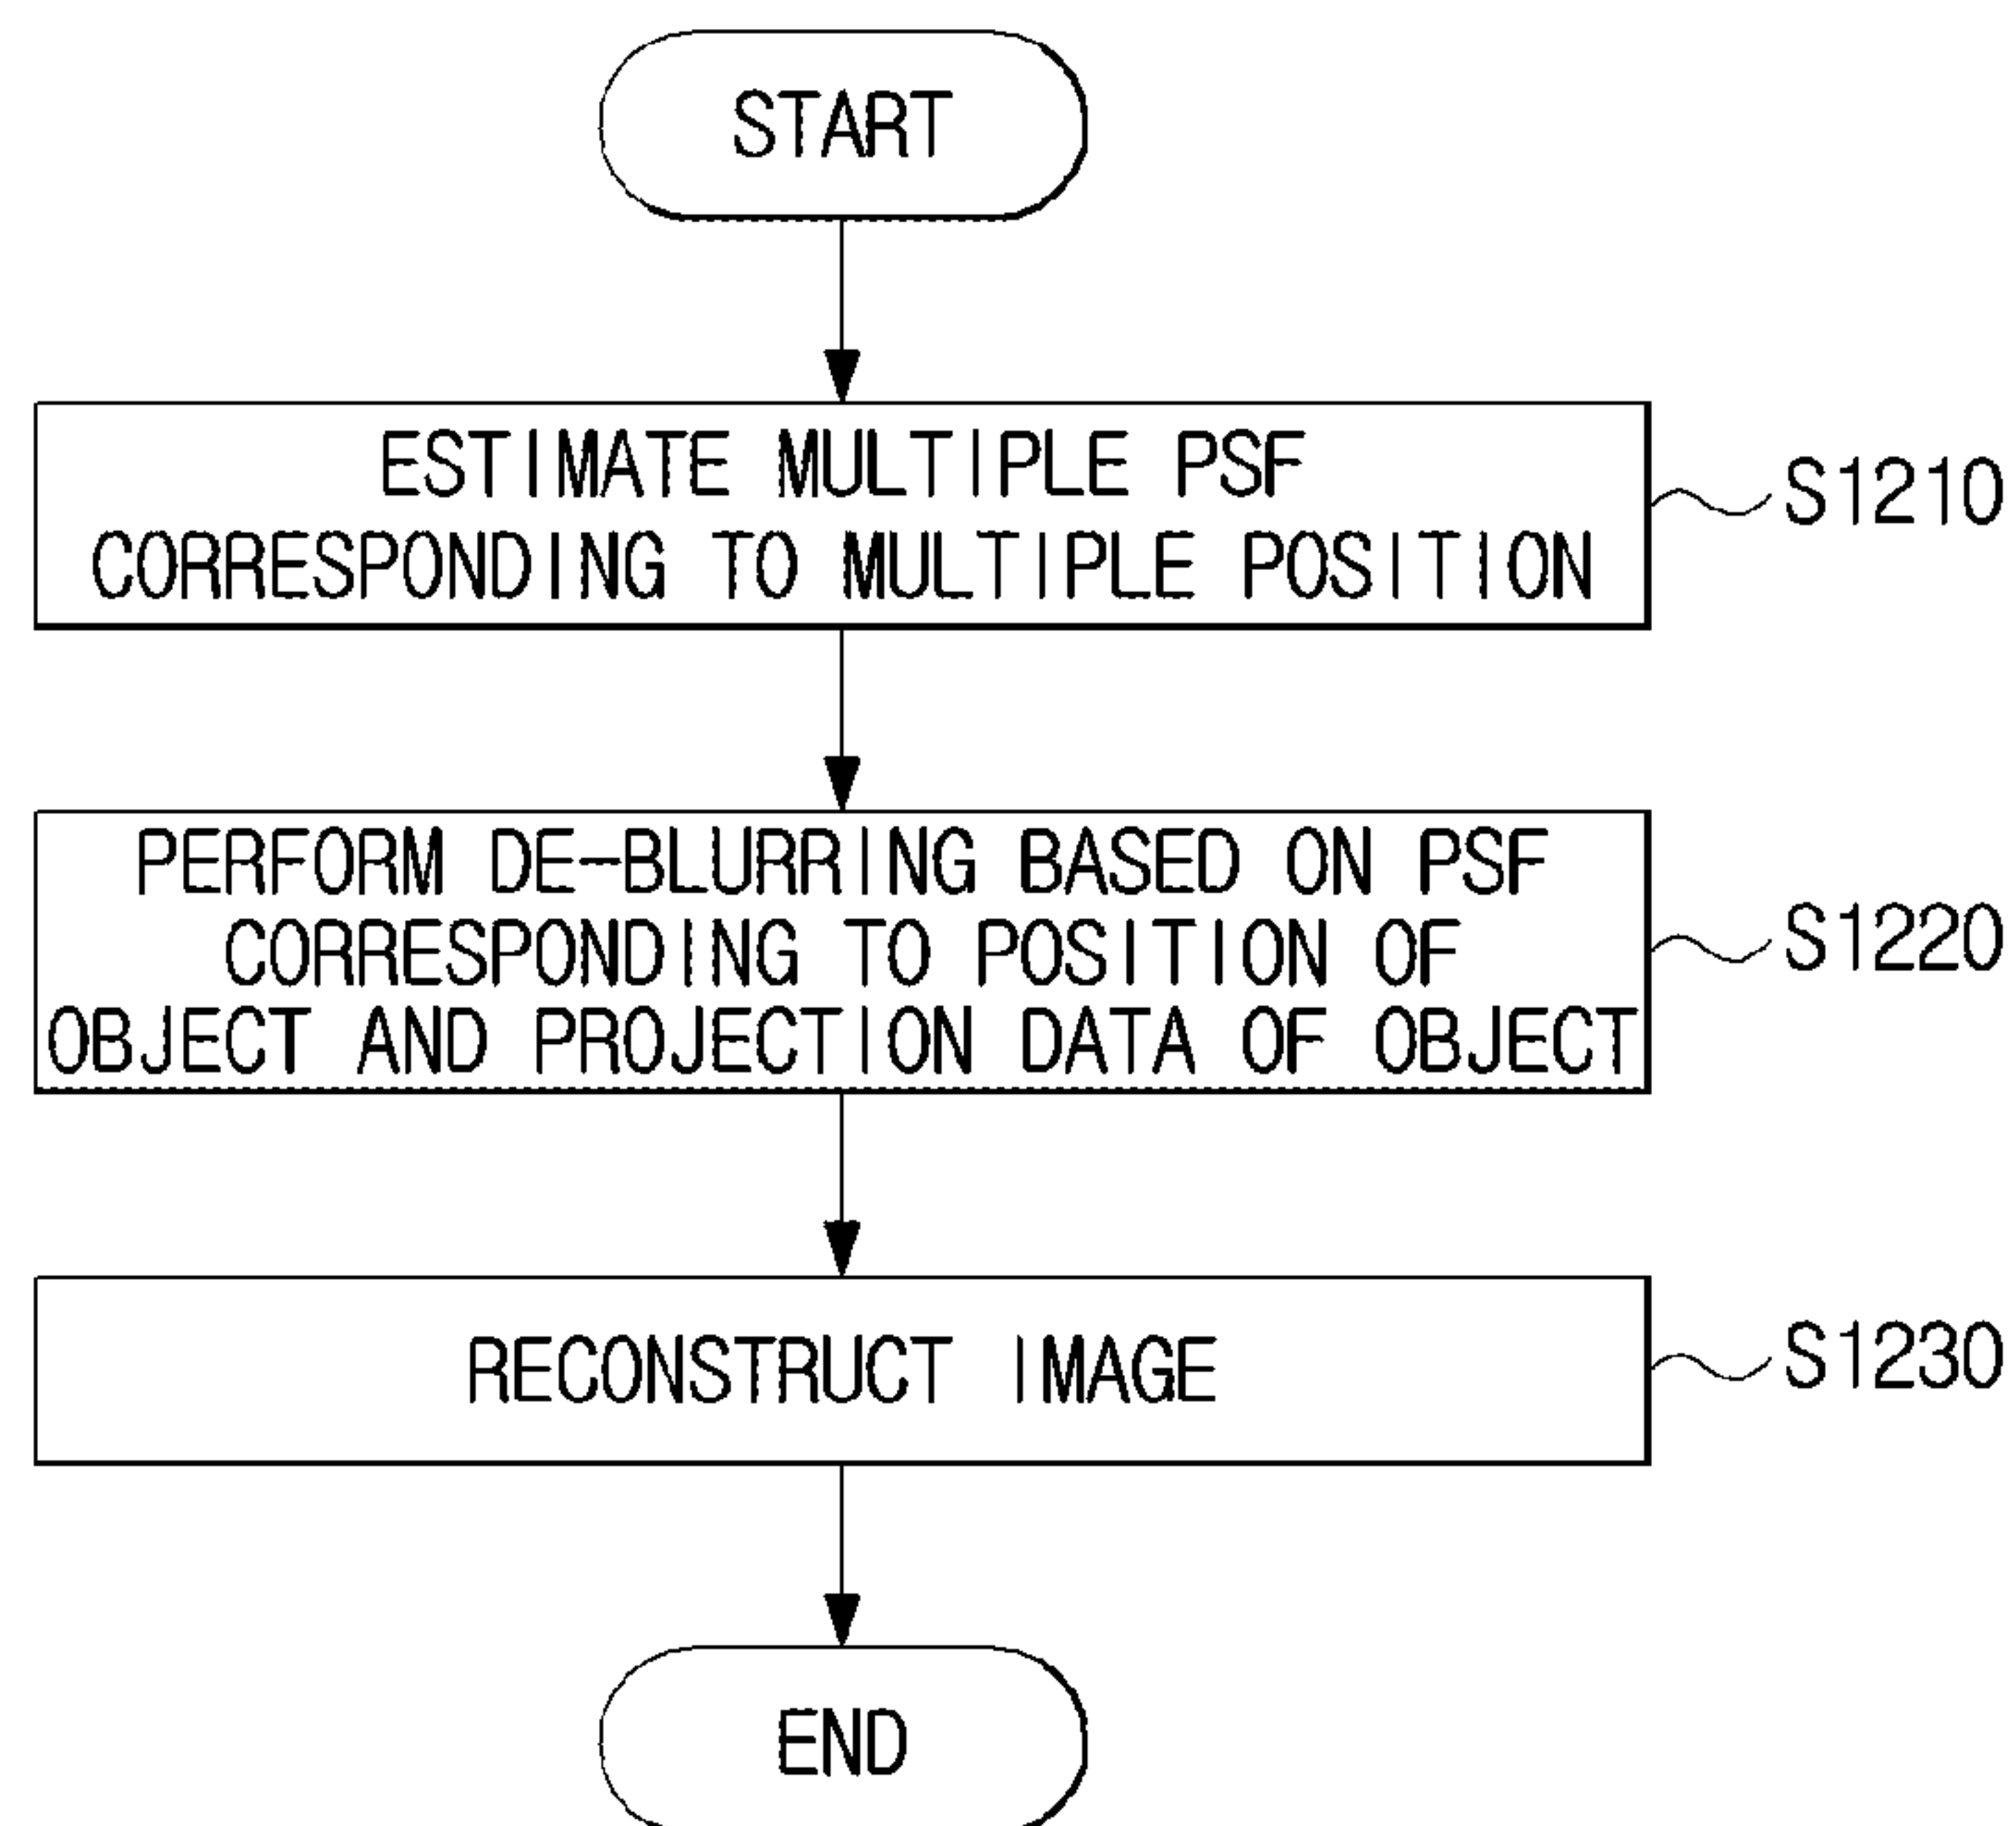 START
ESTIMATE MULTIPLE PSF
CORRESPONDING TO MULTIPLE POSITION
S1210
PERFORM DE-BLURRING BASED ON PSF
CORRESPONDING TO POSITION OF
OBJECT AND PROJECTION DATA OF OBJECT
S1220
RECONSTRUCT IMAGE
S1230
END